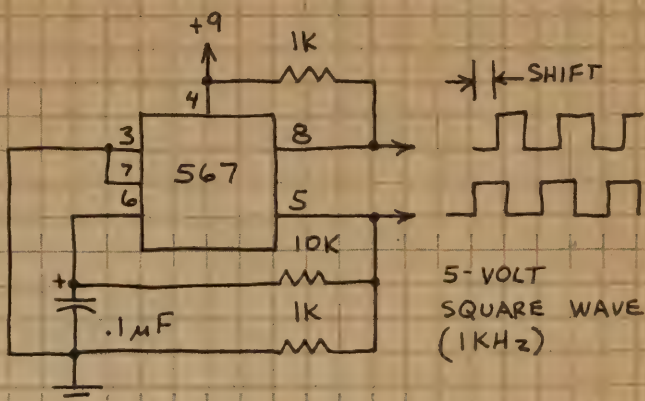 +9
1K
SHIFT
4
3
8
7
567
6
5
10K
1K
+
.1µF
5-VOLT
SQUARE WAVE
(1KHz)